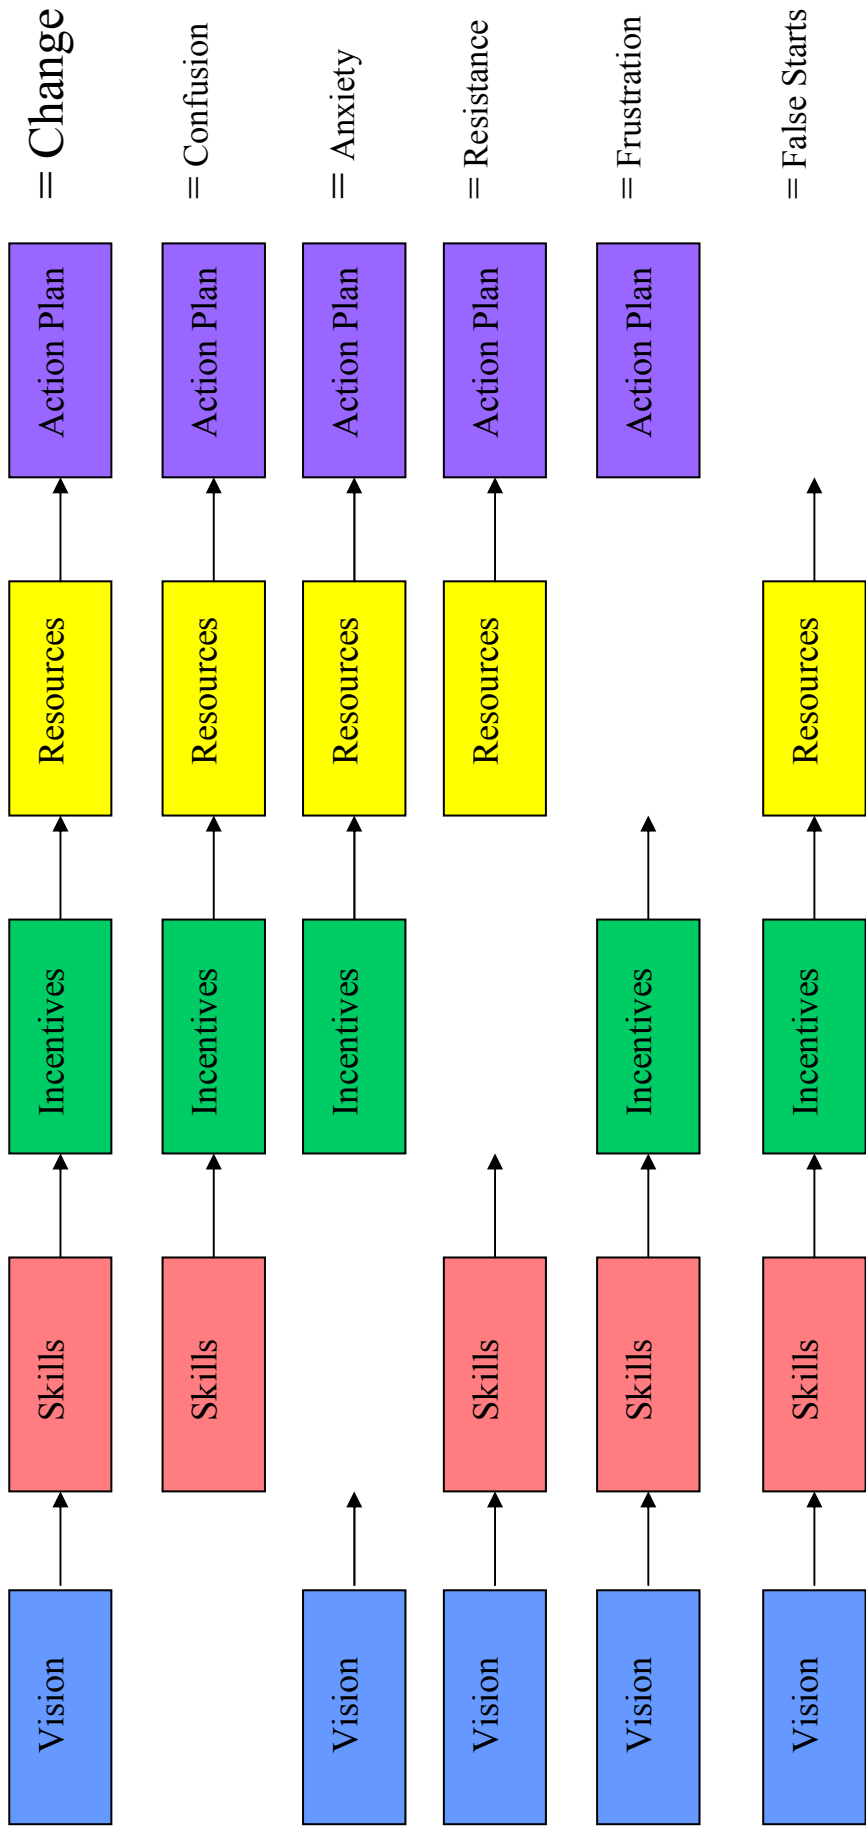 Vision Skills Incentives Resources Action Plan = Change
Skills Incentives Resources Action Plan = Confusion
Vision Incentives Resources Action Plan = Anxiety
Vision Skills Resources Action Plan = Resistance
Vision Skills Incentives Action Plan = Frustration
Vision Skills Incentives Resources = False Starts